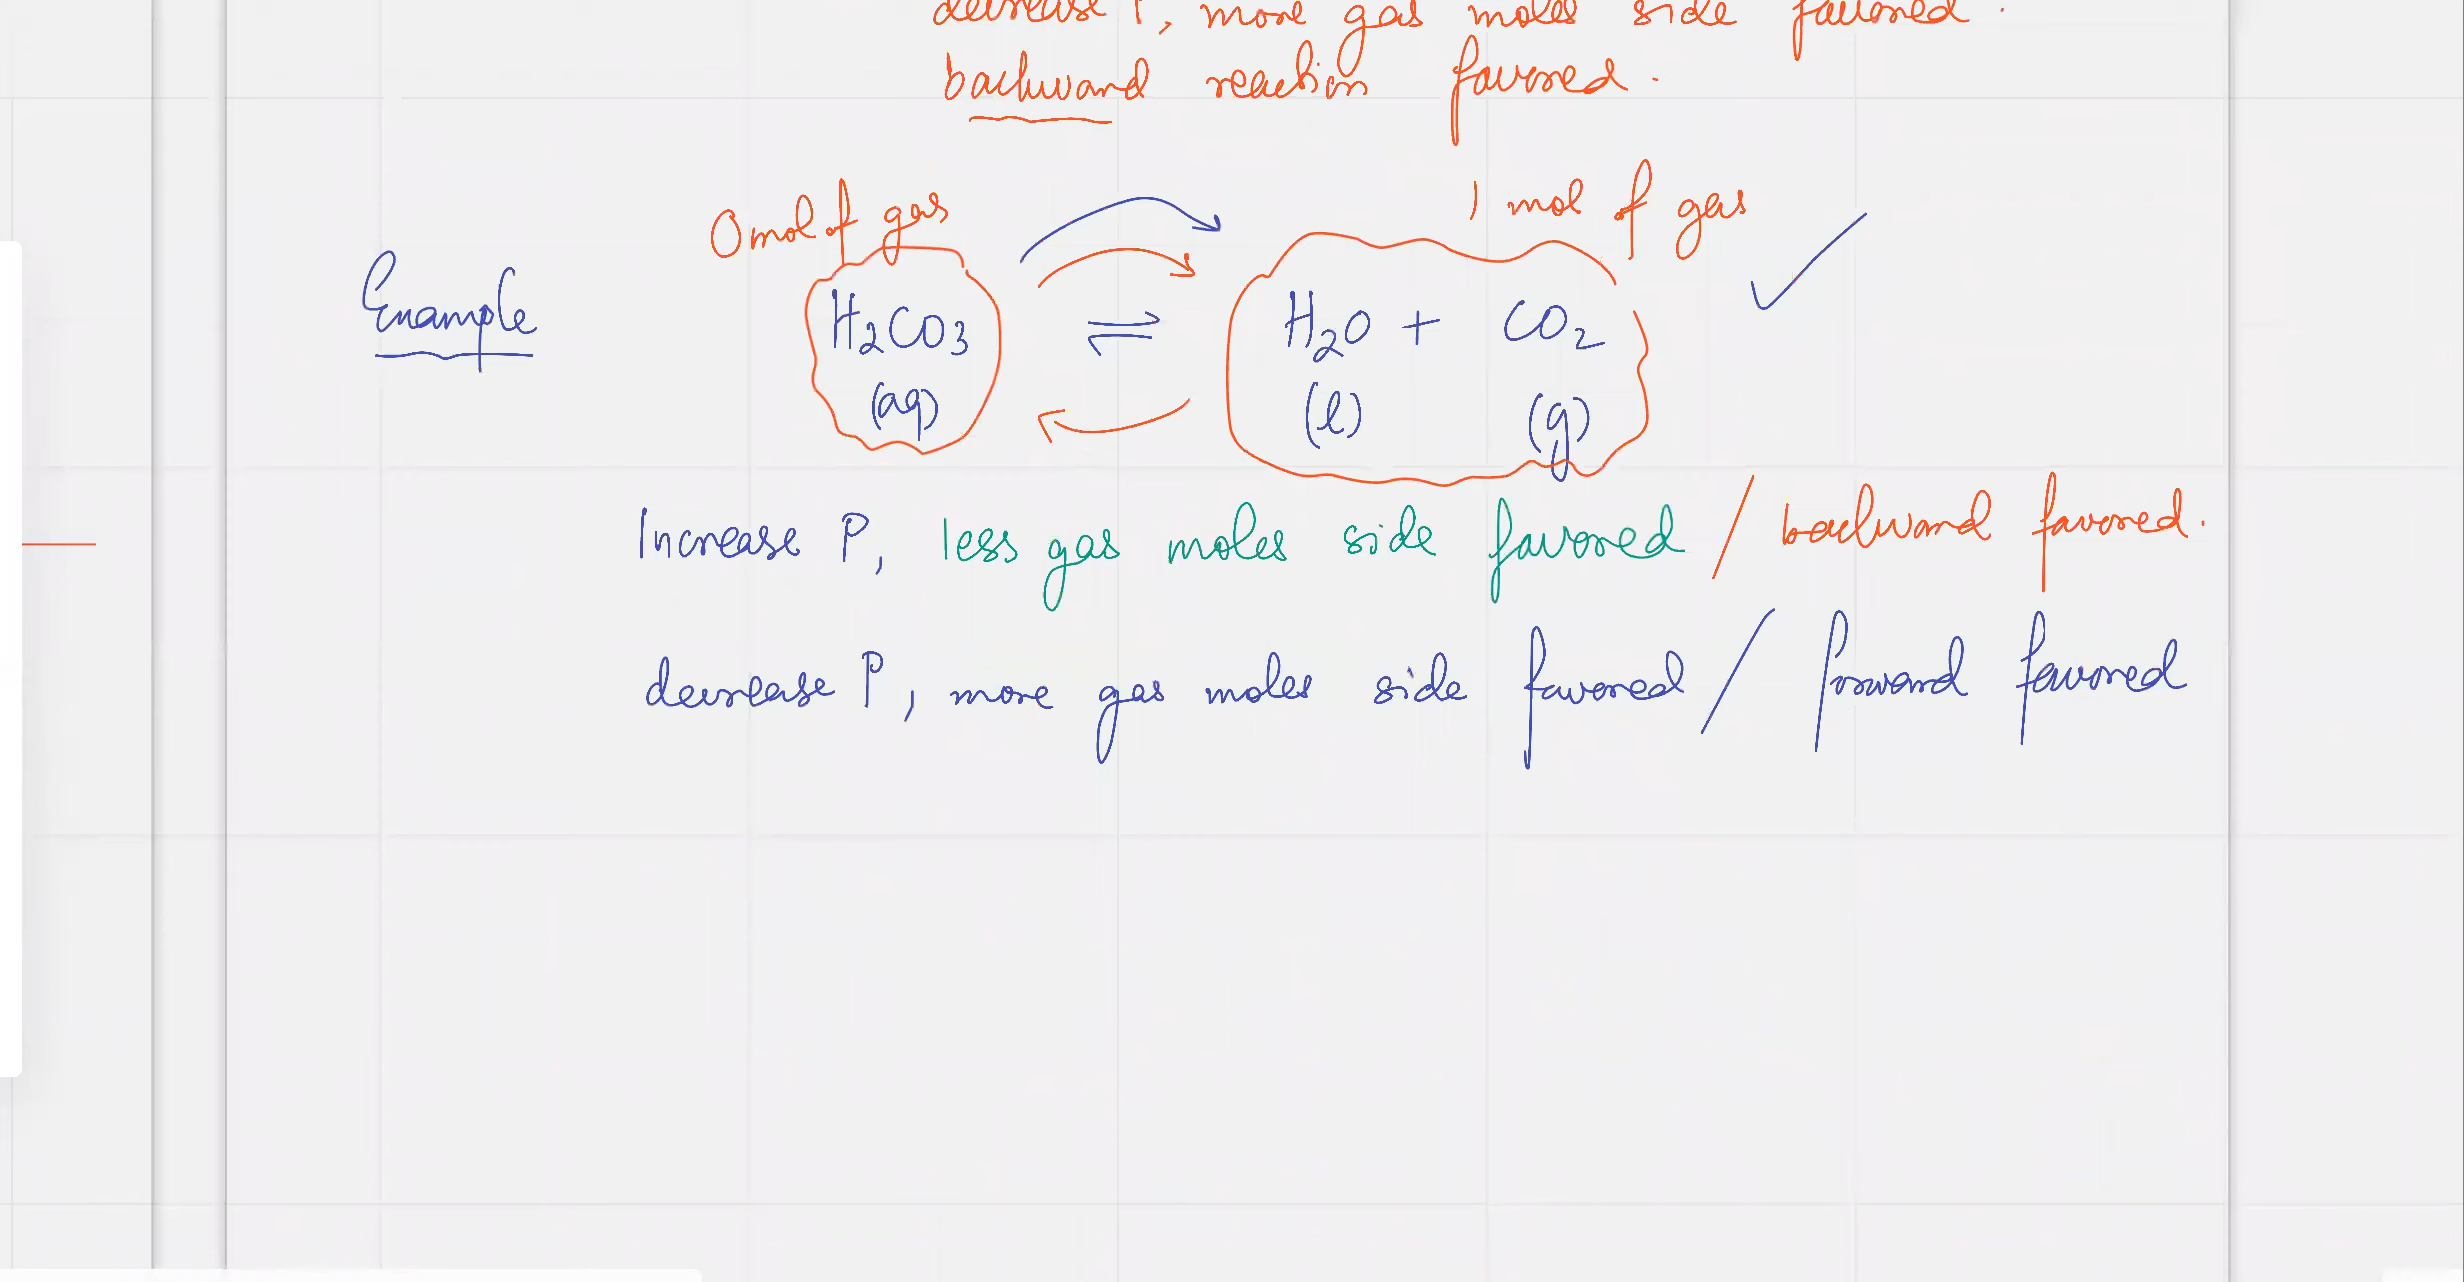 decrease P, more gas moles side favored.
backward reaction favored.
0 mol of gas 1 mol of gas
Example H2CO3 ⇌ H2O + CO2
(aq) (l) (g)
Increase P, less gas moles side favored / backward favored.
decrease P, more gas moles side favored / forward favored